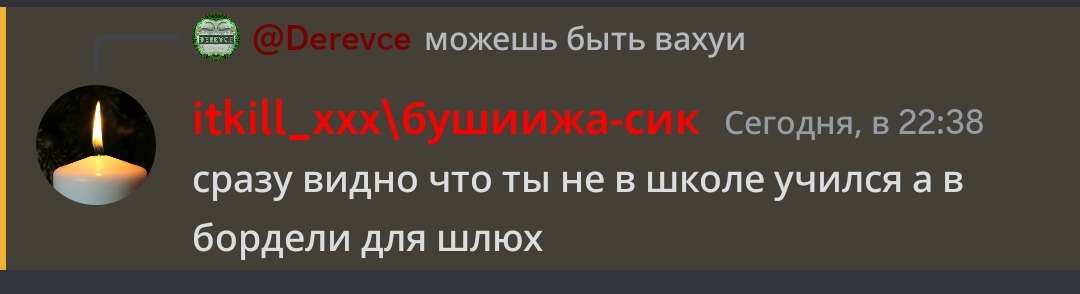 @Derevce можешь быть вахуи
itkill_xxx\бушиижа-сик Сегодня, в 22:38
сразу видно что ты не в школе учился а в
бордели для шлюх